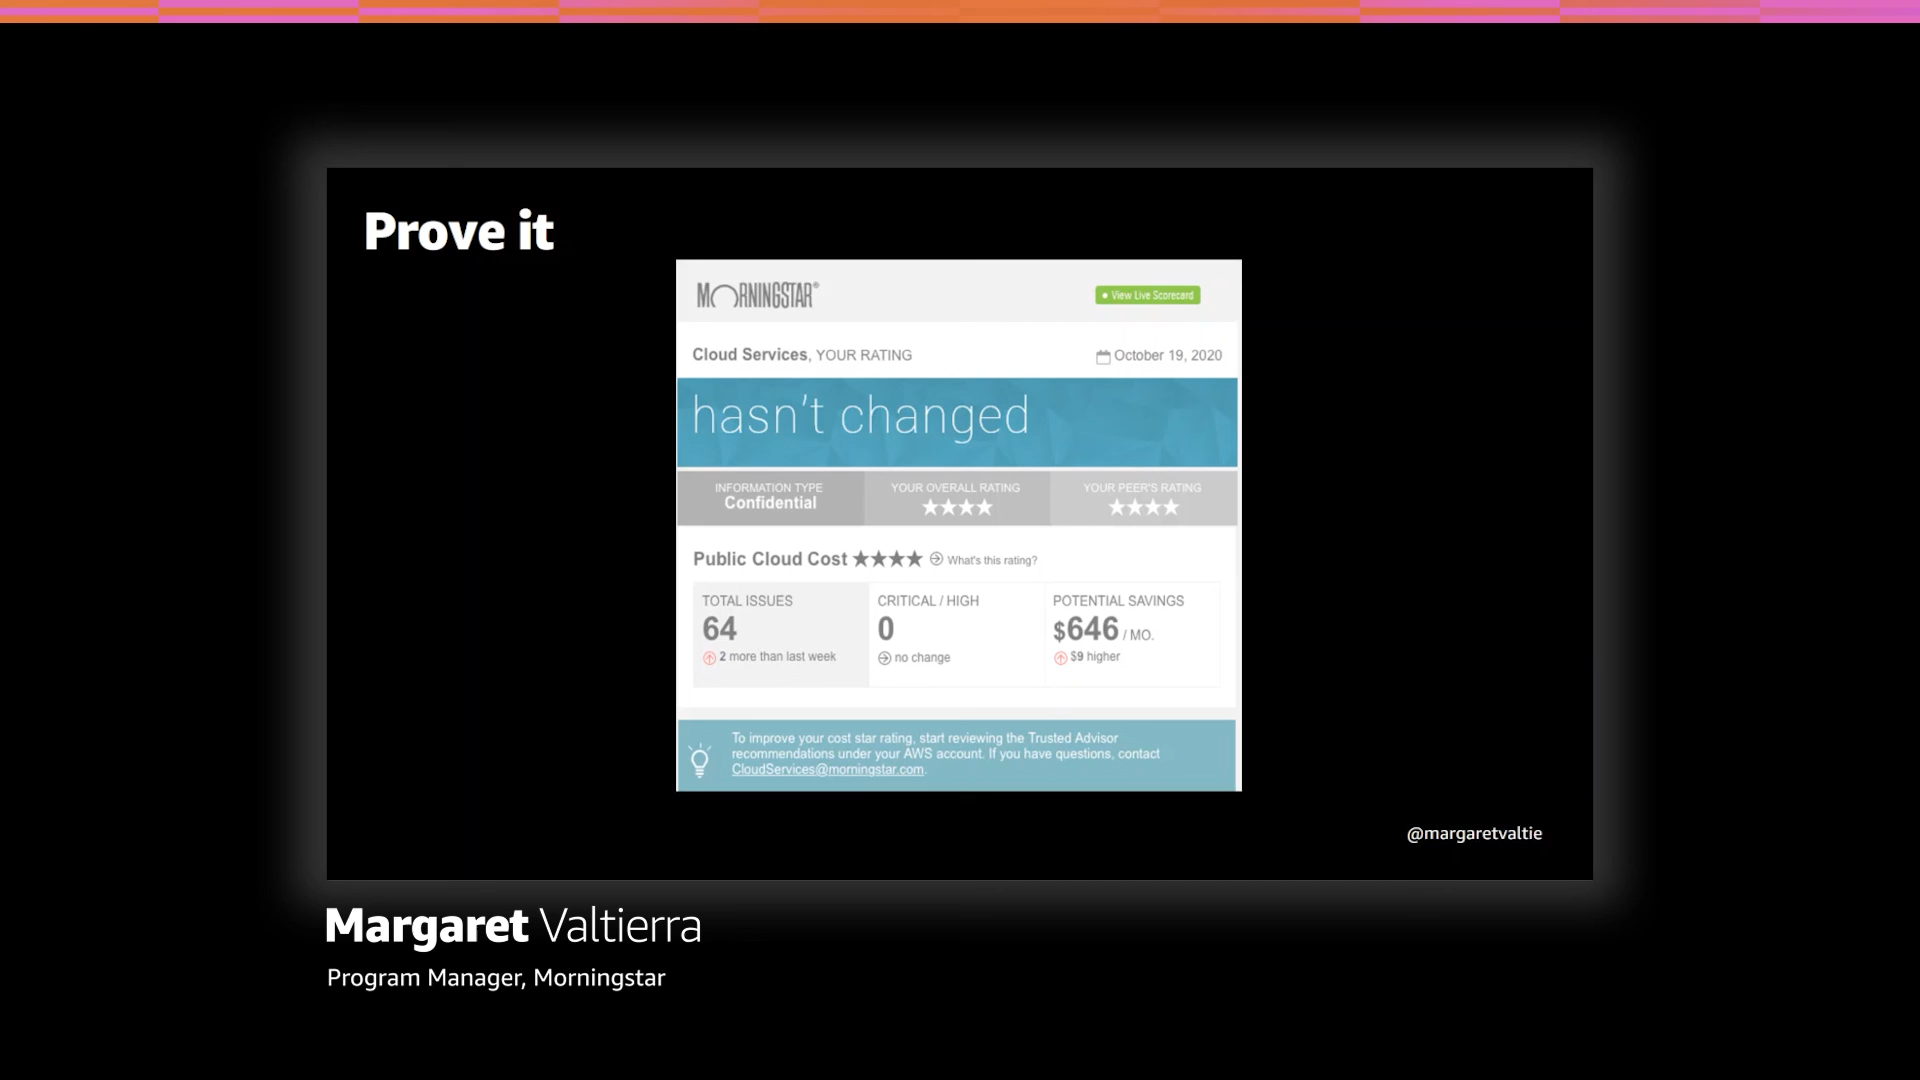 Prove it
MORNINGSTAR®
View Live Scorecard
Cloud Services, YOUR RATING
October 19, 2020
hasn't changed
INFORMATION TYPE
Confidential
YOUR OVERALL RATING
★★★★
YOUR PEER'S RATING
★★★★
Public Cloud Cost ★★★★ What's this rating?
TOTAL ISSUES
64
2 more than last week
CRITICAL / HIGH
0
no change
POTENTIAL SAVINGS
$646 / MO.
$9 higher
To improve your cost star rating, start reviewing the Trusted Advisor
recommendations under your AWS account. If you have questions, contact
CloudServices@morningstar.com.
@margaretvaltie
Margaret Valtierra
Program Manager, Morningstar